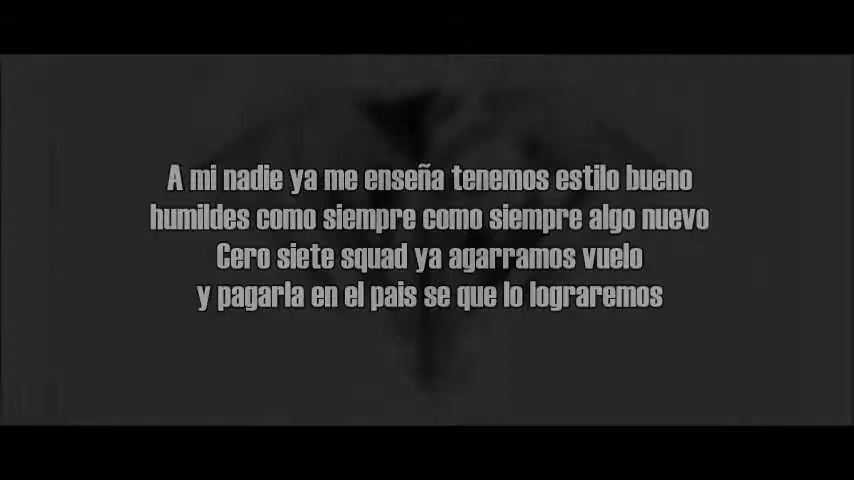 A mi nadie ya me enseña tenemos estilo bueno
humildes como siempre como siempre algo nuevo
Cero siete squad ya agarramos vuelo
y pagarla en el pais se que lo lograremos